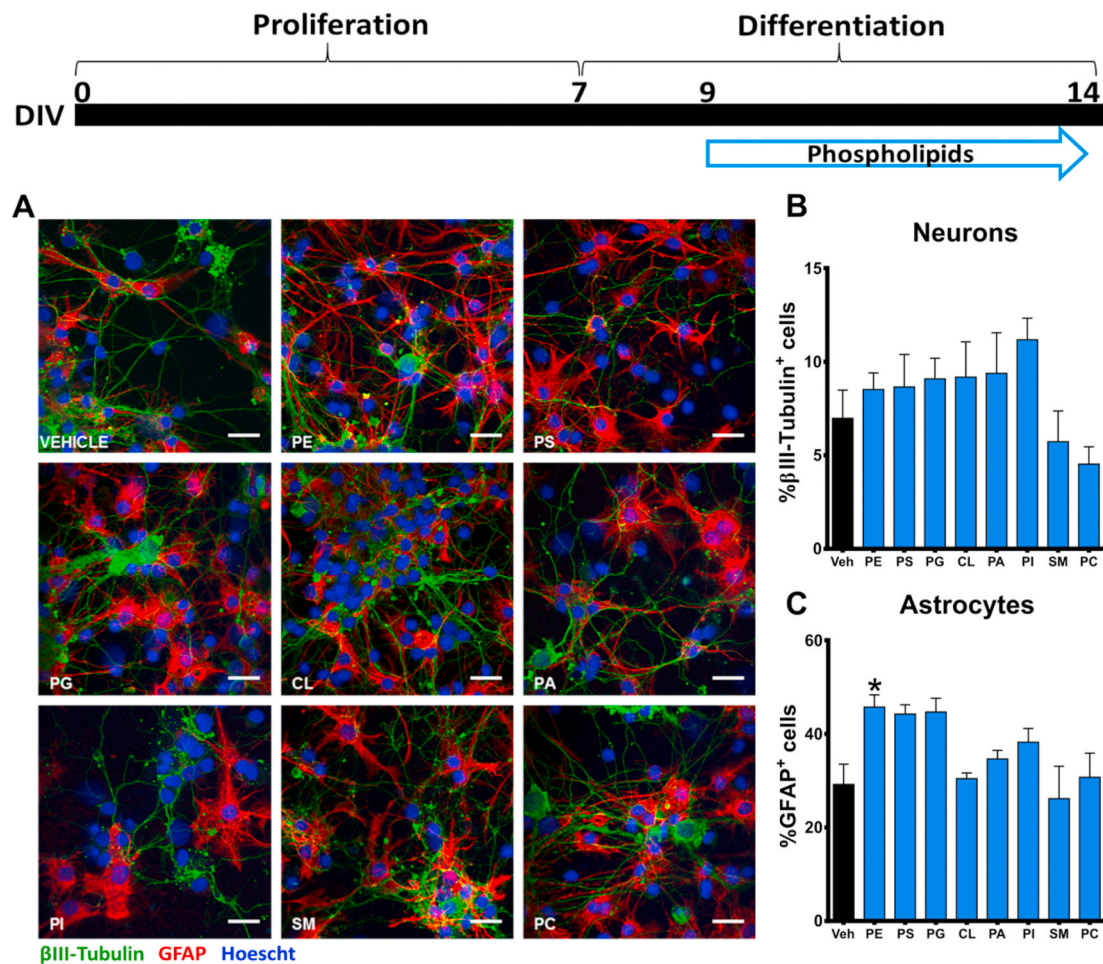 Proliferation Differentiation
0 7 9 14
DIV
Phospholipids
A
VEHICLE PE PS
PG CL PA
PI SM PC
βIII-Tubulin GFAP Hoescht
B
Neurons
%βIII-Tubulin+ cells
15
10
5
0
Veh PE PS PG CL PA PI SM PC
C
Astrocytes
%GFAP+ cells
60
40
20
0
*
Veh PE PS PG CL PA PI SM PC